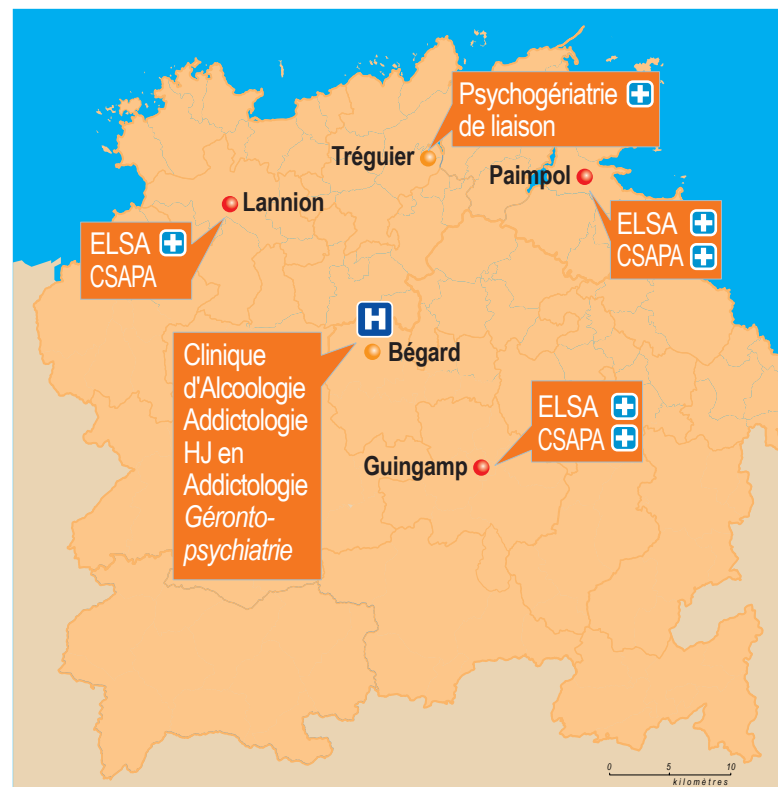 Psychogériatrie
de liaison
Tréguier
Paimpol
Lannion
ELSA
CSAPA
ELSA
CSAPA
H
Bégard
Clinique
d'Alcoologie
Addictologie
HJ en
Addictologie
Géronto-
psychiatrie
ELSA
CSAPA
Guingamp
0 5 10
kilomètres